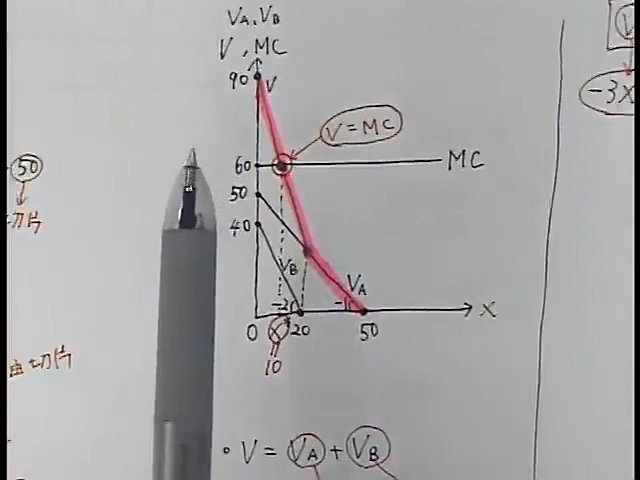 VA, VB
V, MC
90
V
V=MC
60
MC
50
50
40
切片
VB
VA
-2
-1
X
0
X
20
50
10
切片
• V = VA + VB
V
-3X